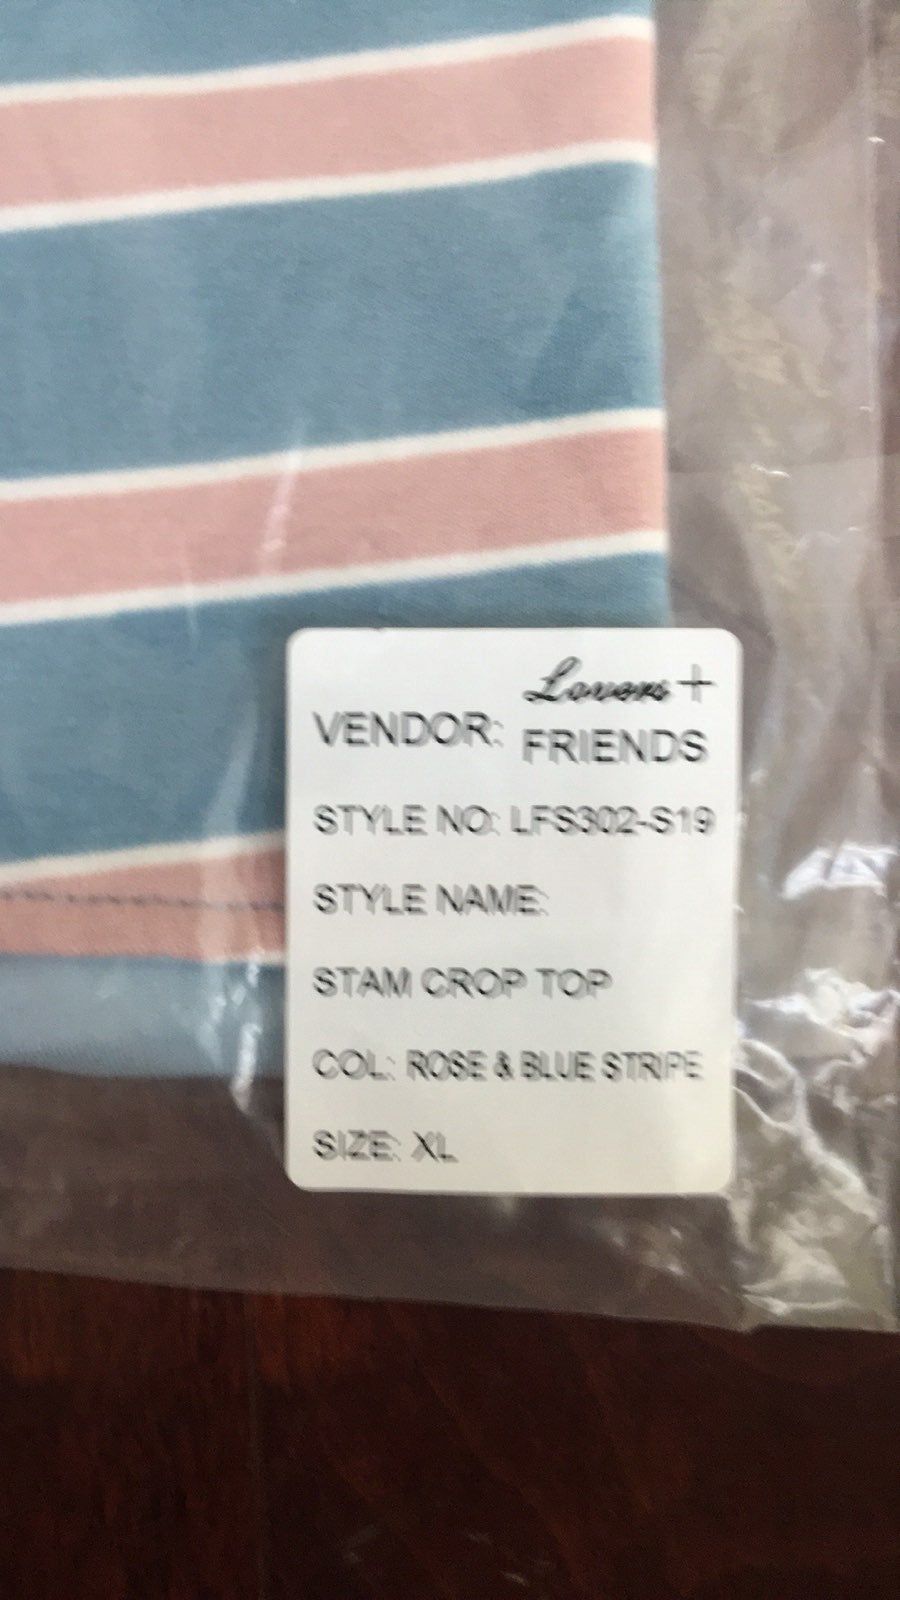 VENDOR: Lovers +
FRIENDS
STYLE NO: LFS302-S19
STYLE NAME:
STAM CROP TOP
COL: ROSE & BLUE STRIPE
SIZE: XL